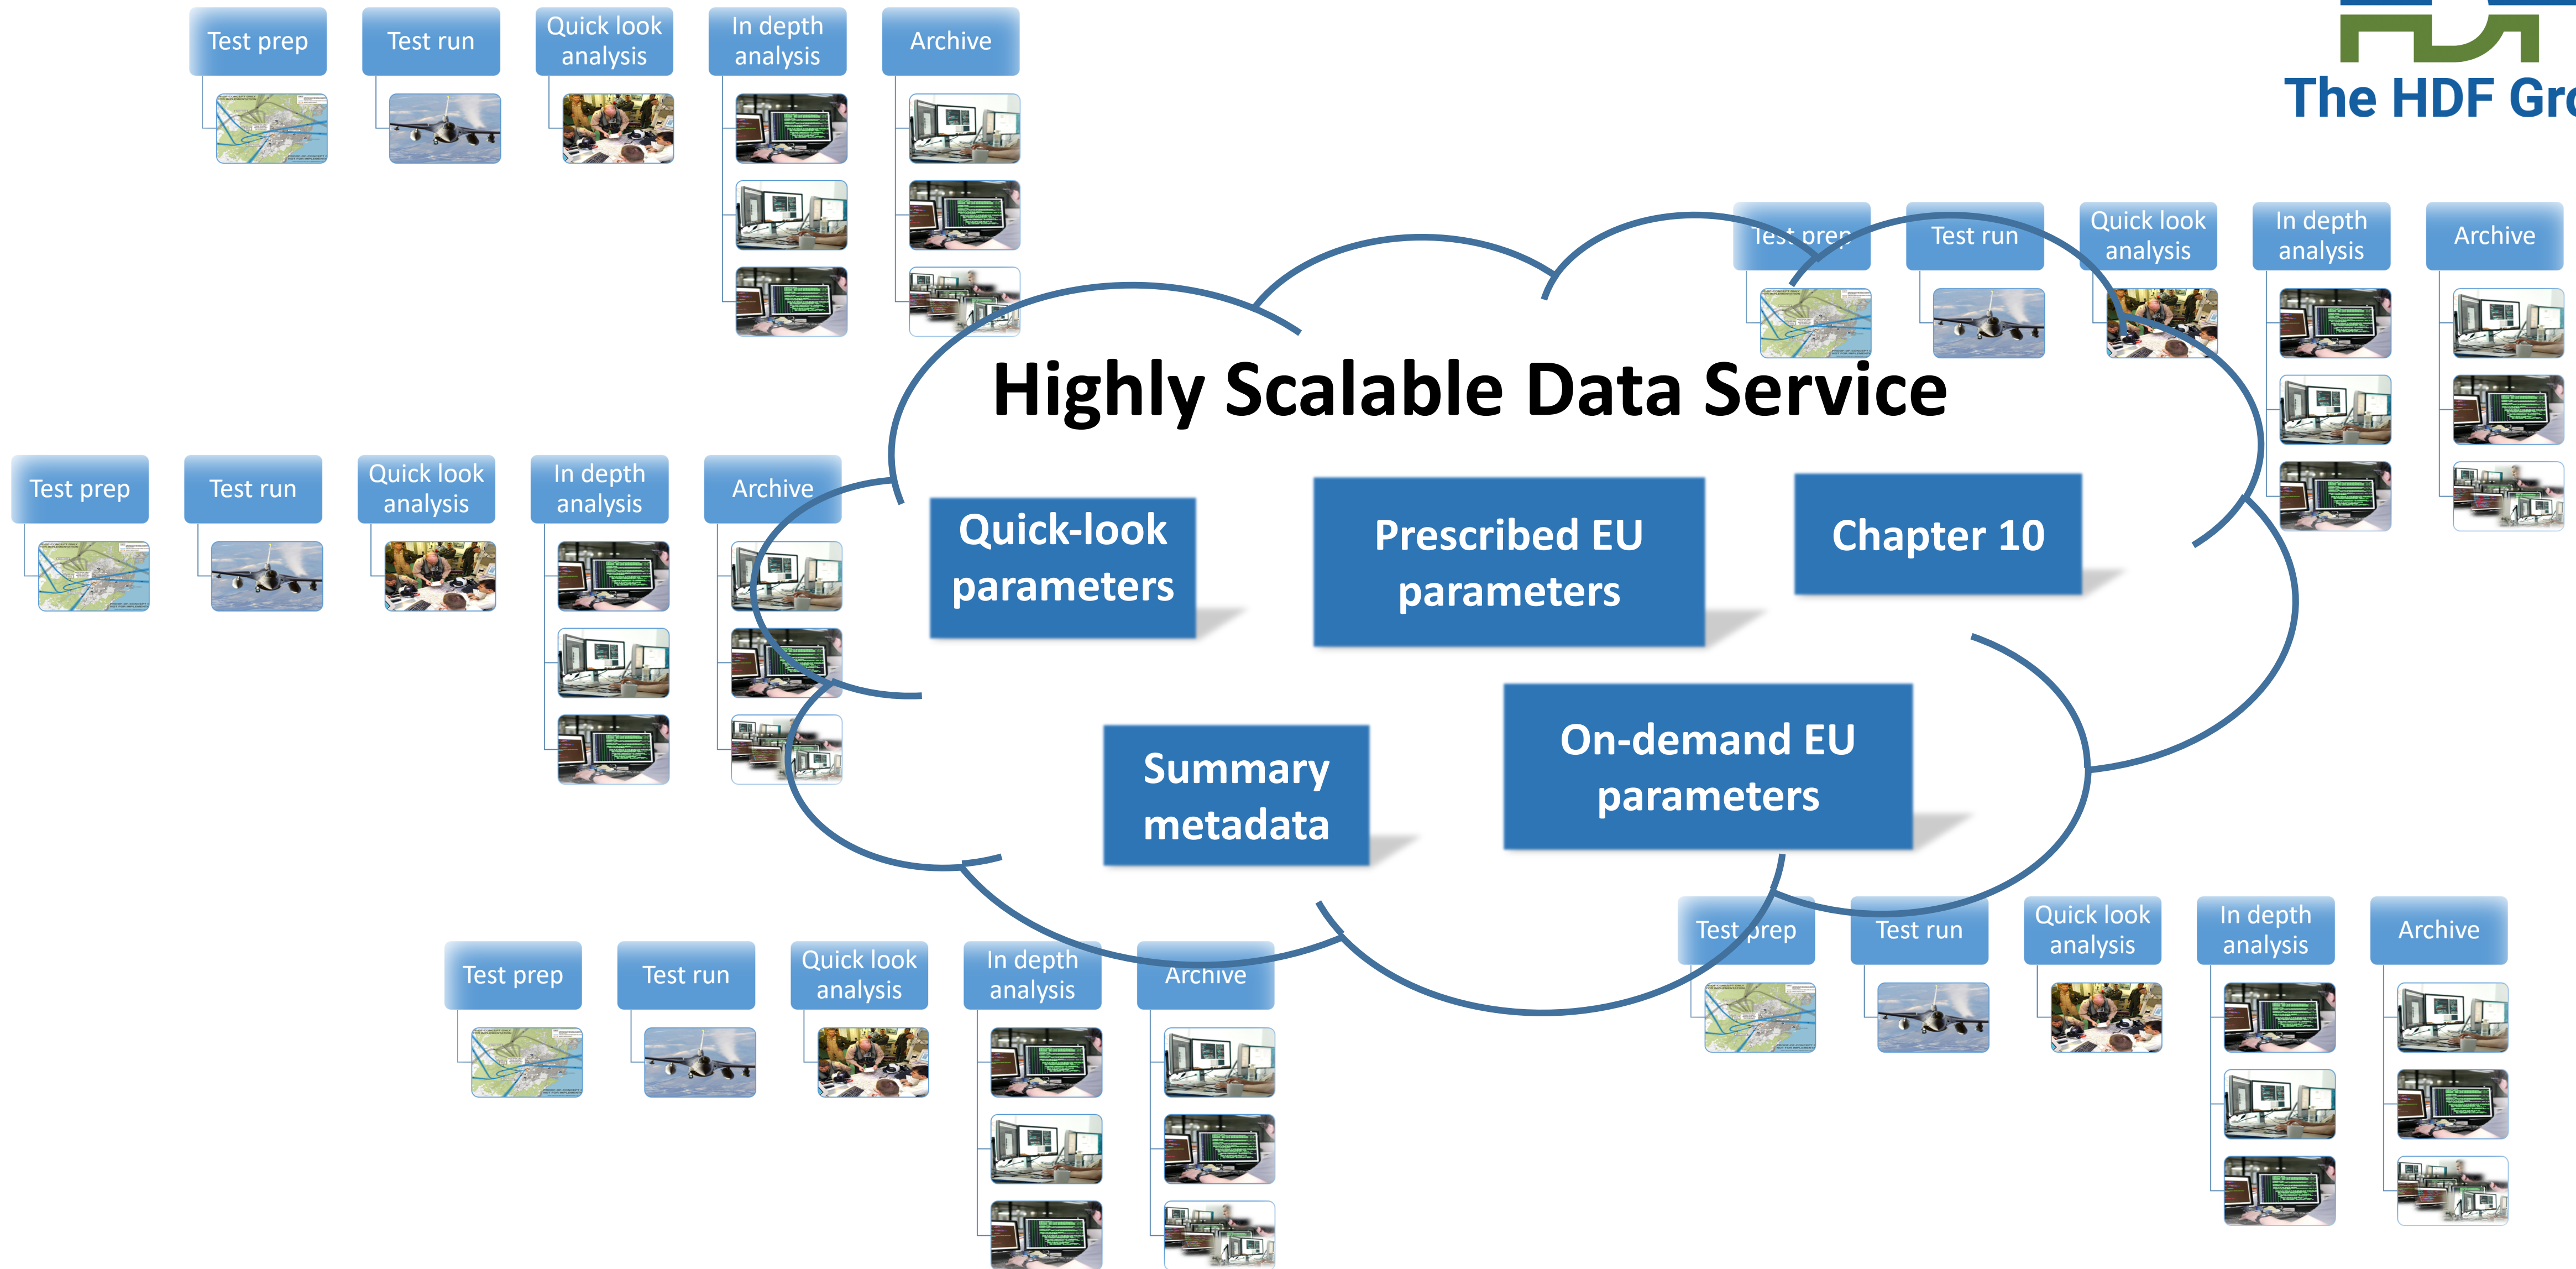 Test prep
Test run
Quick look
analysis
In depth
analysis
Archive
The HDF Gro
Test prep
Test run
Quick look
analysis
In depth
analysis
Archive
Highly Scalable Data Service
Test prep
Test run
Quick look
analysis
In depth
analysis
Archive
Quick-look
parameters
Prescribed EU
parameters
Chapter 10
Summary
metadata
On-demand EU
parameters
Test prep
Test run
Quick look
analysis
In depth
analysis
Archive
Test prep
Test run
Quick look
analysis
In depth
analysis
Archive